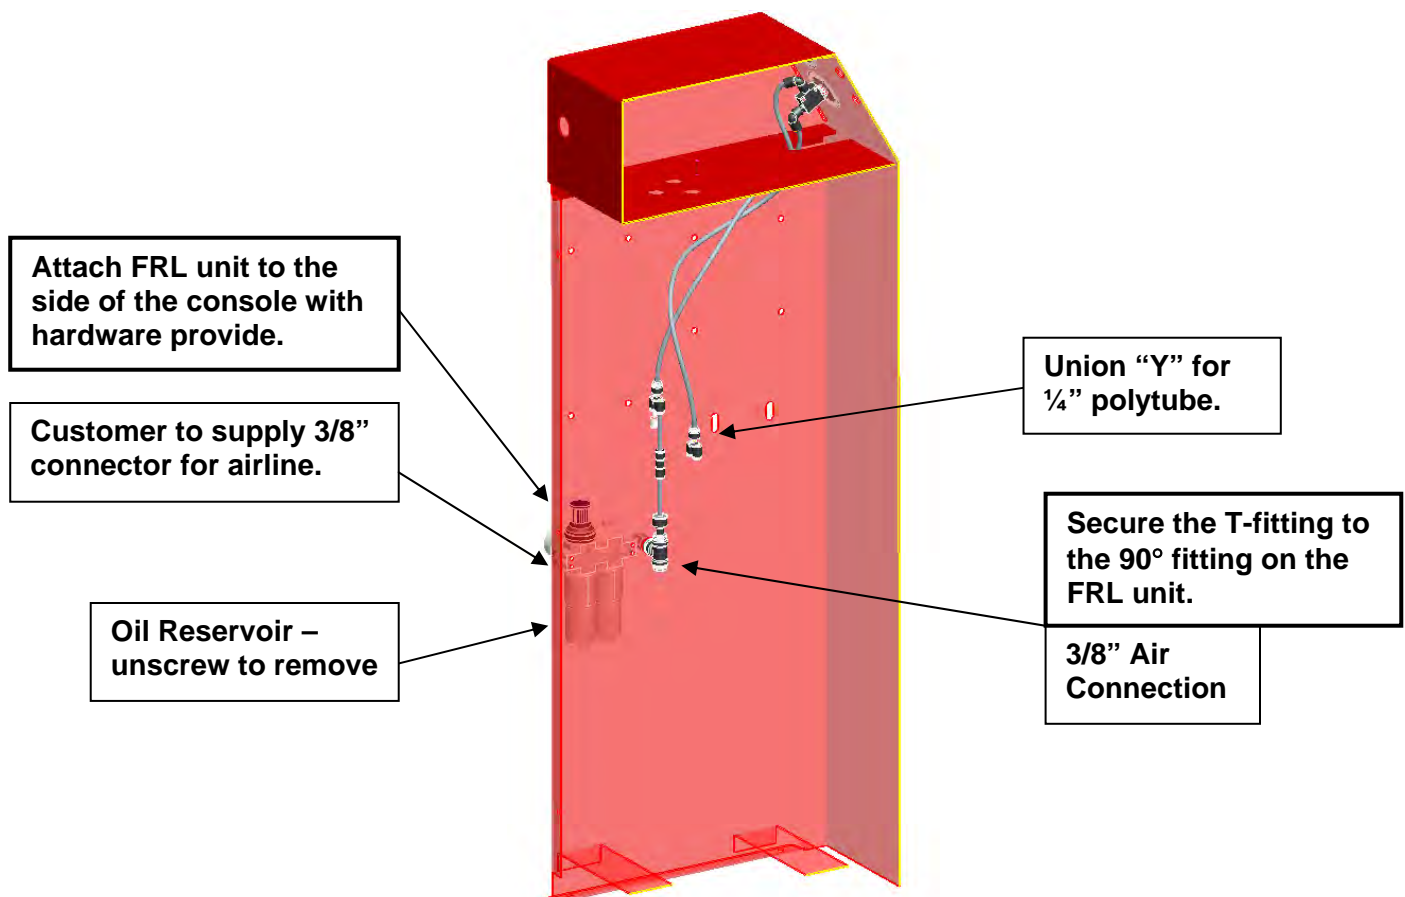 Attach FRL unit to the
side of the console with
hardware provide.
Customer to supply 3/8”
connector for airline.
Oil Reservoir –
unscrew to remove
Union “Y” for
¼” polytube.
Secure the T-fitting to
the 90° fitting on the
FRL unit.
3/8” Air
Connection